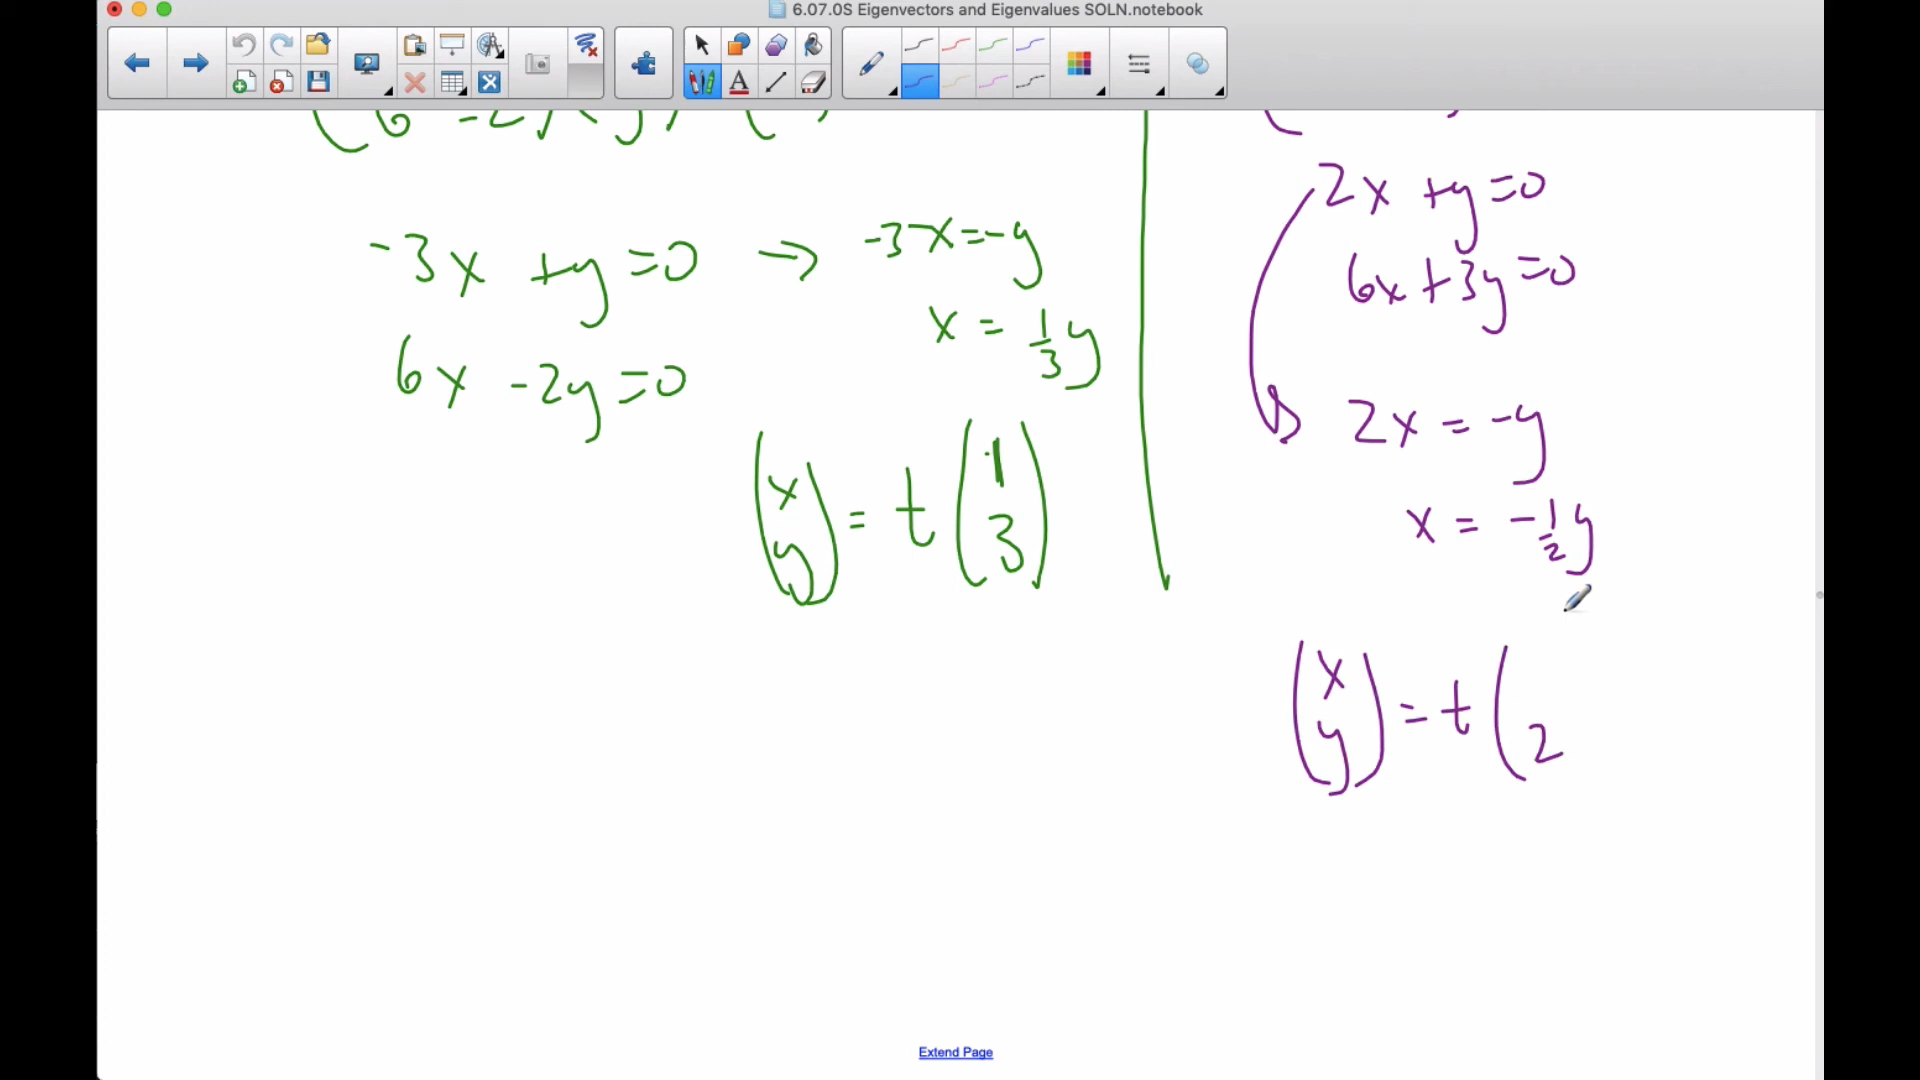 6.07.0S Eigenvectors and Eigenvalues SOLN.notebook
-3x +y =0 → -3x=-y
6x -2y=0
x = 1/3 y
(x y) = t (1 3)
2x +y=0
6x+3y=0
2x = -y
x = -1/2 y
(x y) = t ( 2
Extend Page